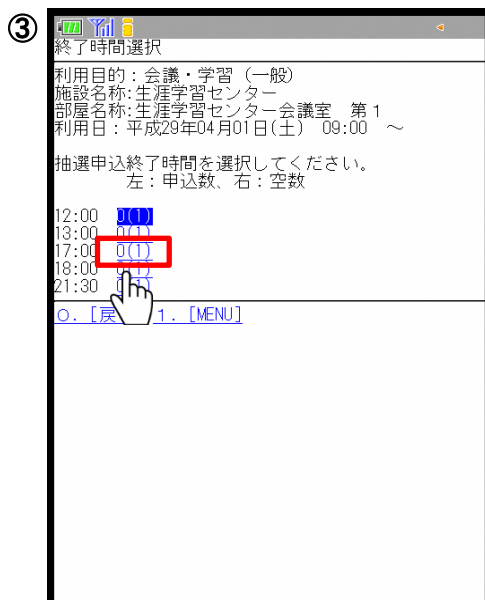 ③
終了時間選択
利用目的：会議・学習（一般）
施設名称:生涯学習センター
部屋名称:生涯学習センター会議室　第１
利用日：平成29年04月01日(土)　09:00　～
抽選申込終了時間を選択してください。
左：申込数、右：空数
12:00　0(1)
13:00　0(1)
17:00　0(1)
18:00　0(1)
21:30
０．[戻　１．[MENU]